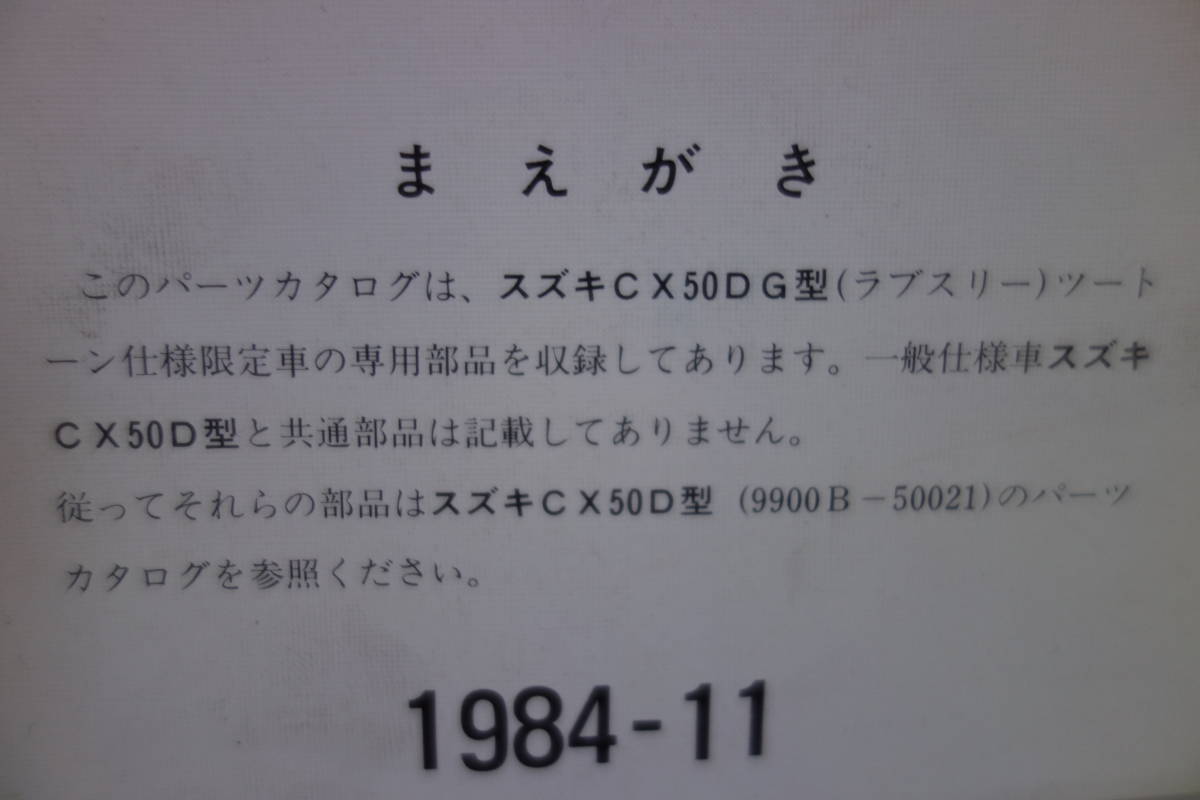 まえがき
このパーツカタログは、スズキCX50DG型(ラブスリー)ツート
ーン仕様限定車の専用部品を収録してあります。一般仕様車スズキ
CX50D型と共通部品は記載してありません。
従ってそれらの部品はスズキCX50D型 (9900B-50021)のパーツ
カタログを参照ください。
1984-11